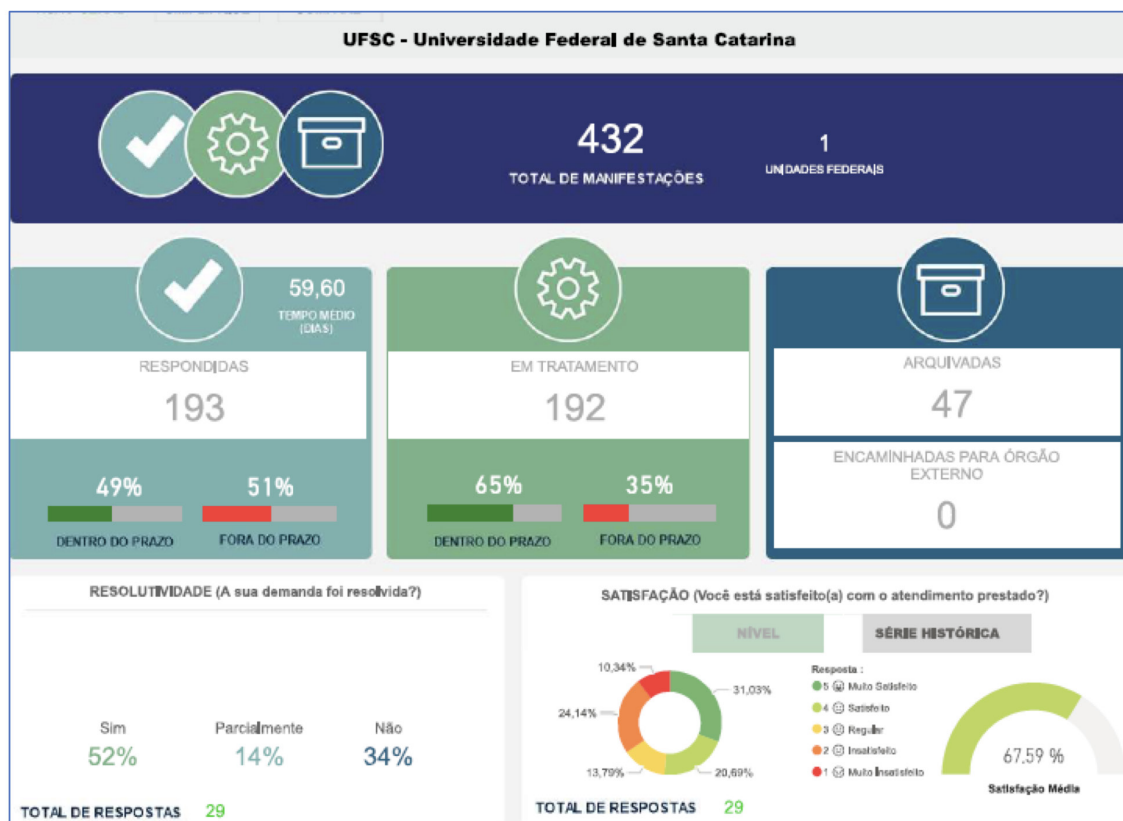 UFSC - Universidade Federal de Santa Catarina
432
TOTAL DE MANIFESTAÇÕES
1
UNIDADES FEDERAIS
59,60
TEMPO MÉDIO
(DIAS)
RESPONDIDAS
193
49%
51%
DENTRO DO PRAZO
FORA DO PRAZO
EM TRATAMENTO
192
65%
35%
DENTRO DO PRAZO
FORA DO PRAZO
ARQUIVADAS
47
ENCAMINHADAS PARA ÓRGÃO
EXTERNO
0
RESOLUTIVIDADE (A sua demanda foi resolvida?)
Sim
Parcialmente
Não
52%
14%
34%
TOTAL DE RESPOSTAS 29
SATISFAÇÃO (Você está satisfeito(a) com o atendimento prestado?)
NÍVEL
SÉRIE HISTÓRICA
10,34%
31,03%
24,14%
13,79%
20,69%
Resposta :
5 Muito Satisfeito
4 Satisfeito
3 Regular
2 Insatisfeito
1 Muito Insatisfeito
67,59 %
Satisfação Média
TOTAL DE RESPOSTAS 29